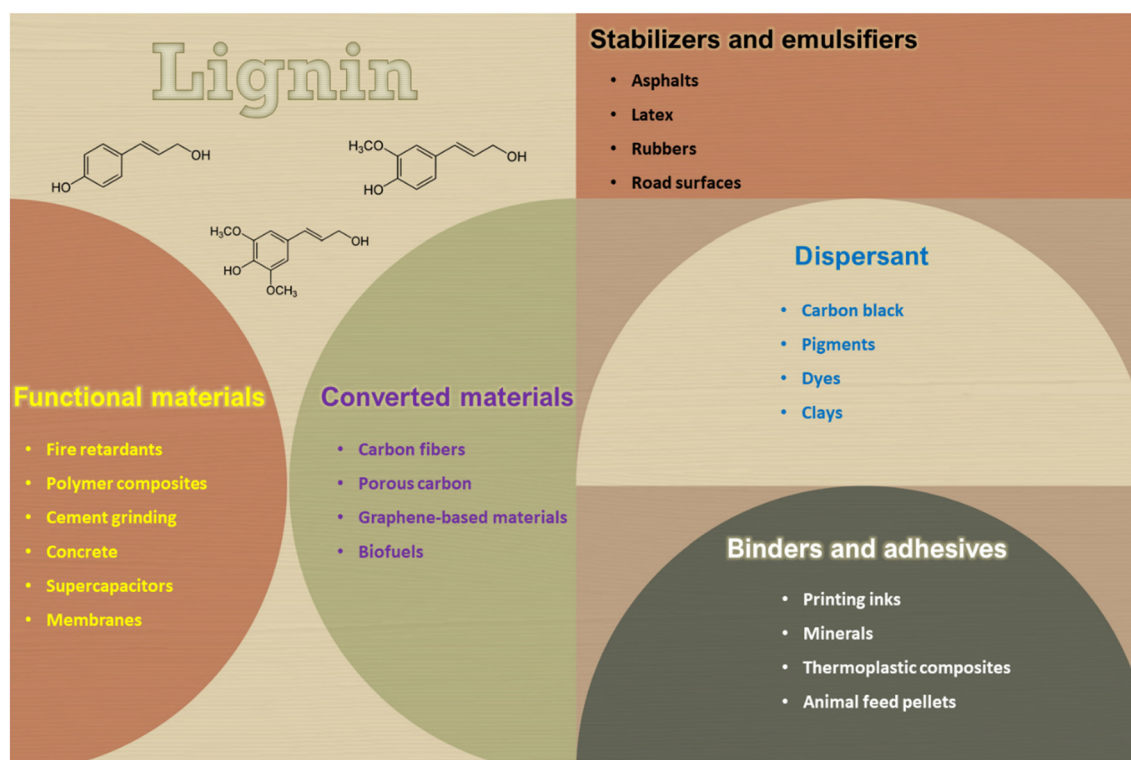 Lignin
OH
HO
H₃CO
OH
HO
H₃CO
OH
HO
OCH₃
Functional materials
• Fire retardants
• Polymer composites
• Cement grinding
• Concrete
• Supercapacitors
• Membranes
Converted materials
• Carbon fibers
• Porous carbon
• Graphene-based materials
• Biofuels
Stabilizers and emulsifiers
• Asphalts
• Latex
• Rubbers
• Road surfaces
Dispersant
• Carbon black
• Pigments
• Dyes
• Clays
Binders and adhesives
• Printing inks
• Minerals
• Thermoplastic composites
• Animal feed pellets